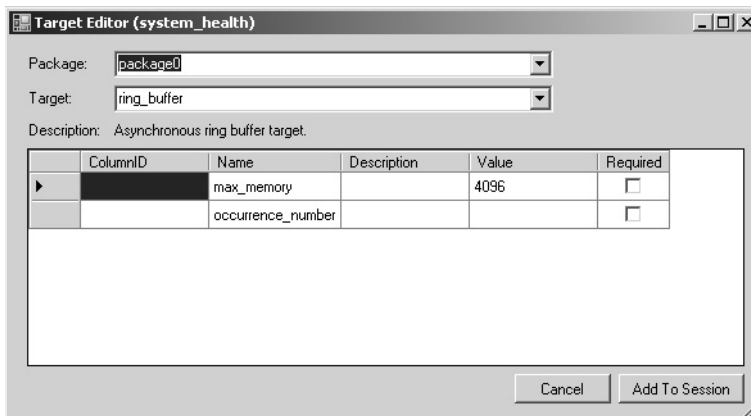 Target Editor (system_health)
Package: package0
Target: ring_buffer
Description: Asynchronous ring buffer target.
ColumnID Name Description Value Required
max_memory 4096
occurrence_number
Cancel Add To Session